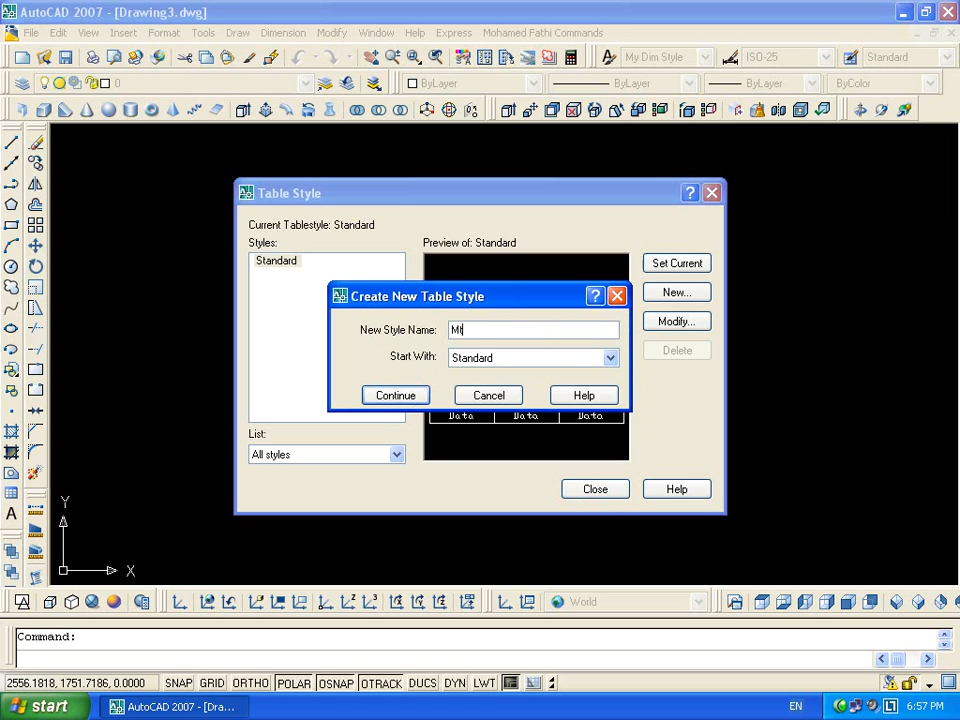 AutoCAD 2007 - [Drawing3.dwg]
File Edit View Insert Format Tools Draw Dimension Modify Window Help Express Mohamed Fathi Commands
My Dim Style ISO-25 Standard
0 ByLayer ByLayer ByLayer ByColor
Table Style
Current Tablestyle: Standard
Styles: Preview of: Standard
Standard Set Current
Create New Table Style New...
New Style Name: Mt Modify...
Start With: Standard Delete
Continue Cancel Help
Data Data Data
List:
All styles
Close Help
Y
X
A
World
Command:
2556.1818, 1751.7186, 0.0000 SNAP GRID ORTHO POLAR OSNAP OTRACK DUCS DYN LWT
start AutoCAD 2007 - [Dra... EN 6:57 PM